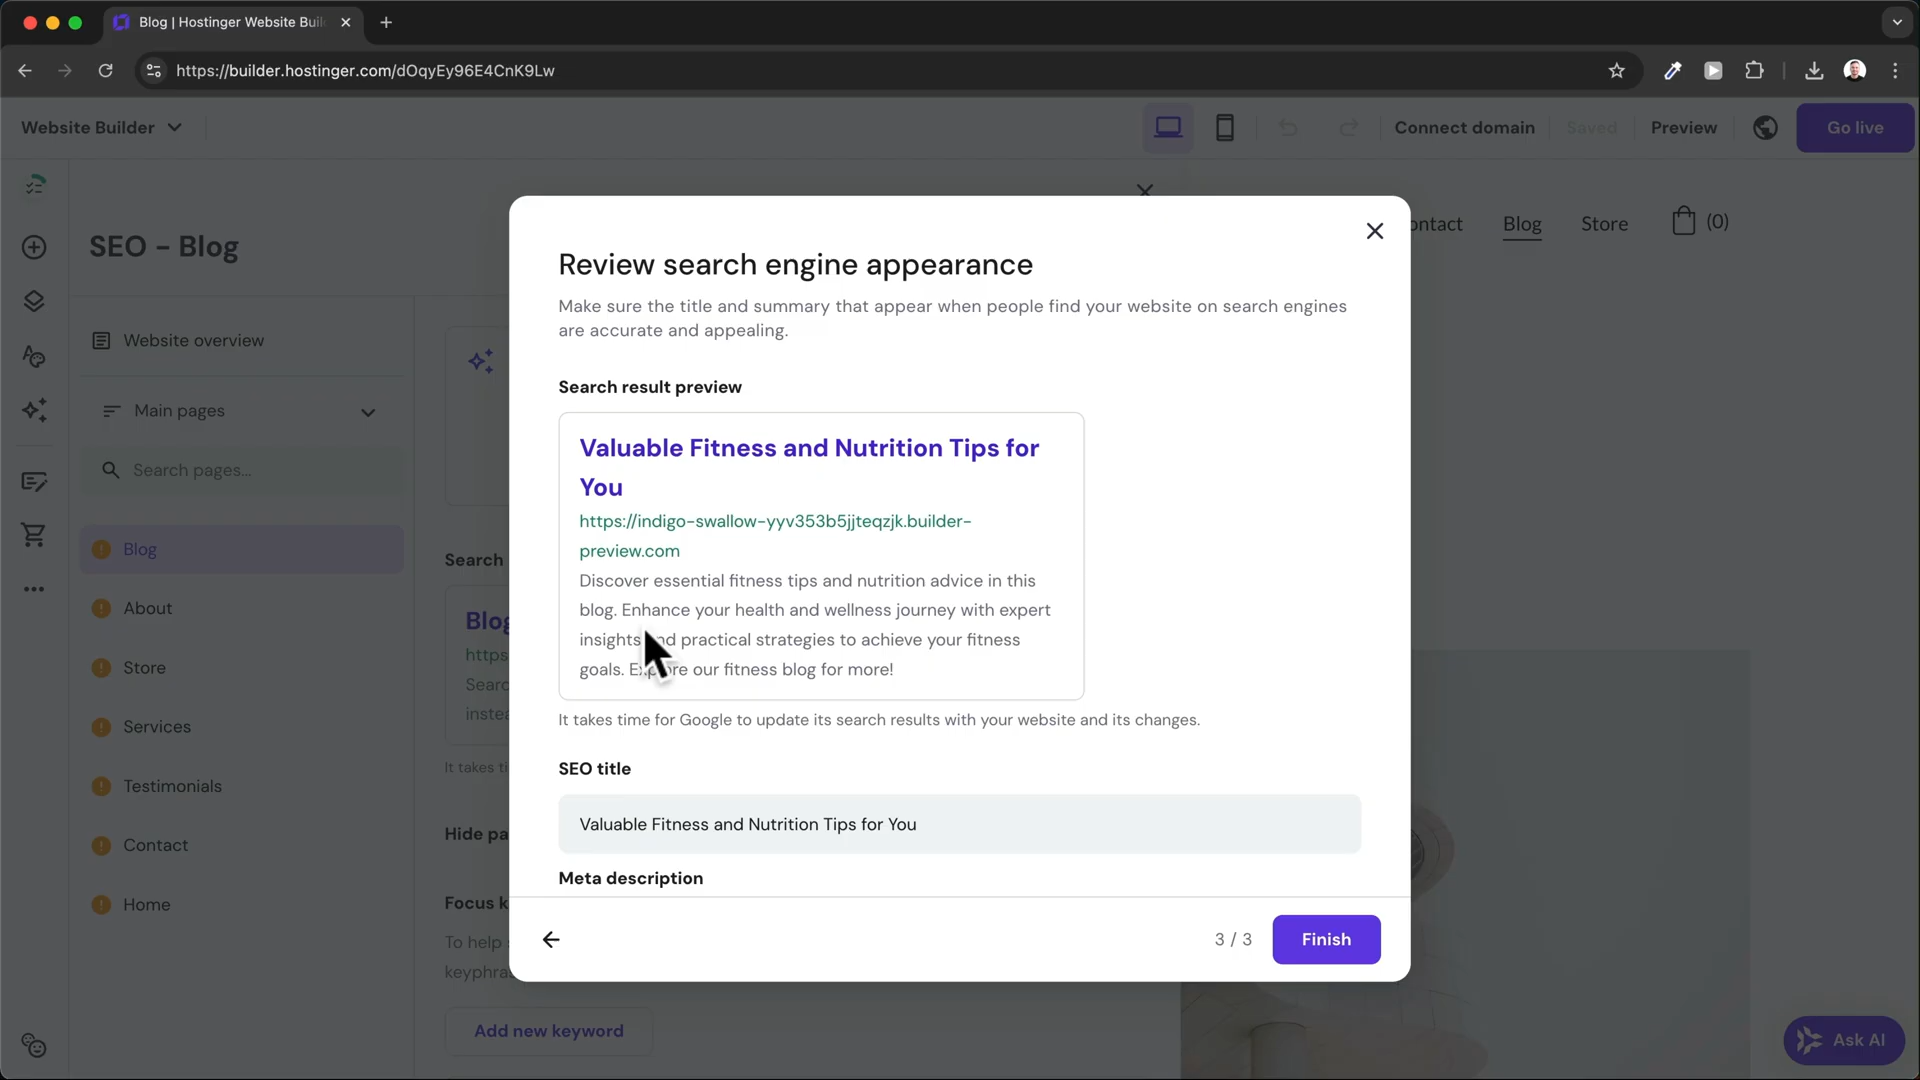 Blog | Hostinger Website Buil
https://builder.hostinger.com/dOqyEy96E4CnK9Lw
Website Builder
Connect domain
Saved
Preview
Go live
SEO – Blog
ontact
Blog
Store
(0)
Website overview
Main pages
Search pages...
Blog
About
Store
Services
Testimonials
Contact
Home
Search
Blog
https
Searc
instea
It takes ti
Hide pa
Focus k
To help s
keyphra
Add new keyword
Review search engine appearance
Make sure the title and summary that appear when people find your website on search engines
are accurate and appealing.
Search result preview
Valuable Fitness and Nutrition Tips for
You
https://indigo-swallow-yyv353b5jjteqzjk.builder-
preview.com
Discover essential fitness tips and nutrition advice in this
blog. Enhance your health and wellness journey with expert
insights and practical strategies to achieve your fitness
goals. Explore our fitness blog for more!
It takes time for Google to update its search results with your website and its changes.
SEO title
Valuable Fitness and Nutrition Tips for You
Meta description
3 / 3
Finish
Ask AI